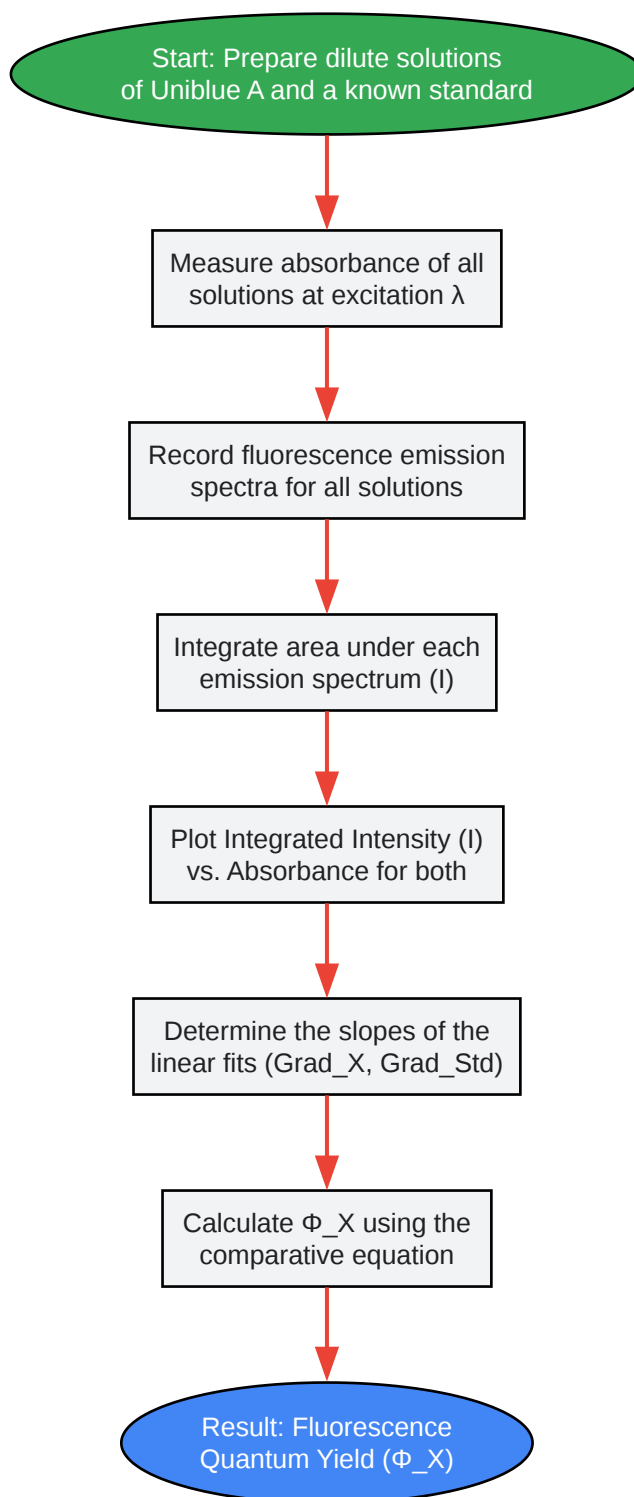 Start: Prepare dilute solutions
of Uniblue A and a known standard
Measure absorbance of all
solutions at excitation λ
Record fluorescence emission
spectra for all solutions
Integrate area under each
emission spectrum (I)
Plot Integrated Intensity (I)
vs. Absorbance for both
Determine the slopes of the
linear fits (Grad_X, Grad_Std)
Calculate Φ_X using the
comparative equation
Result: Fluorescence
Quantum Yield (Φ_X)